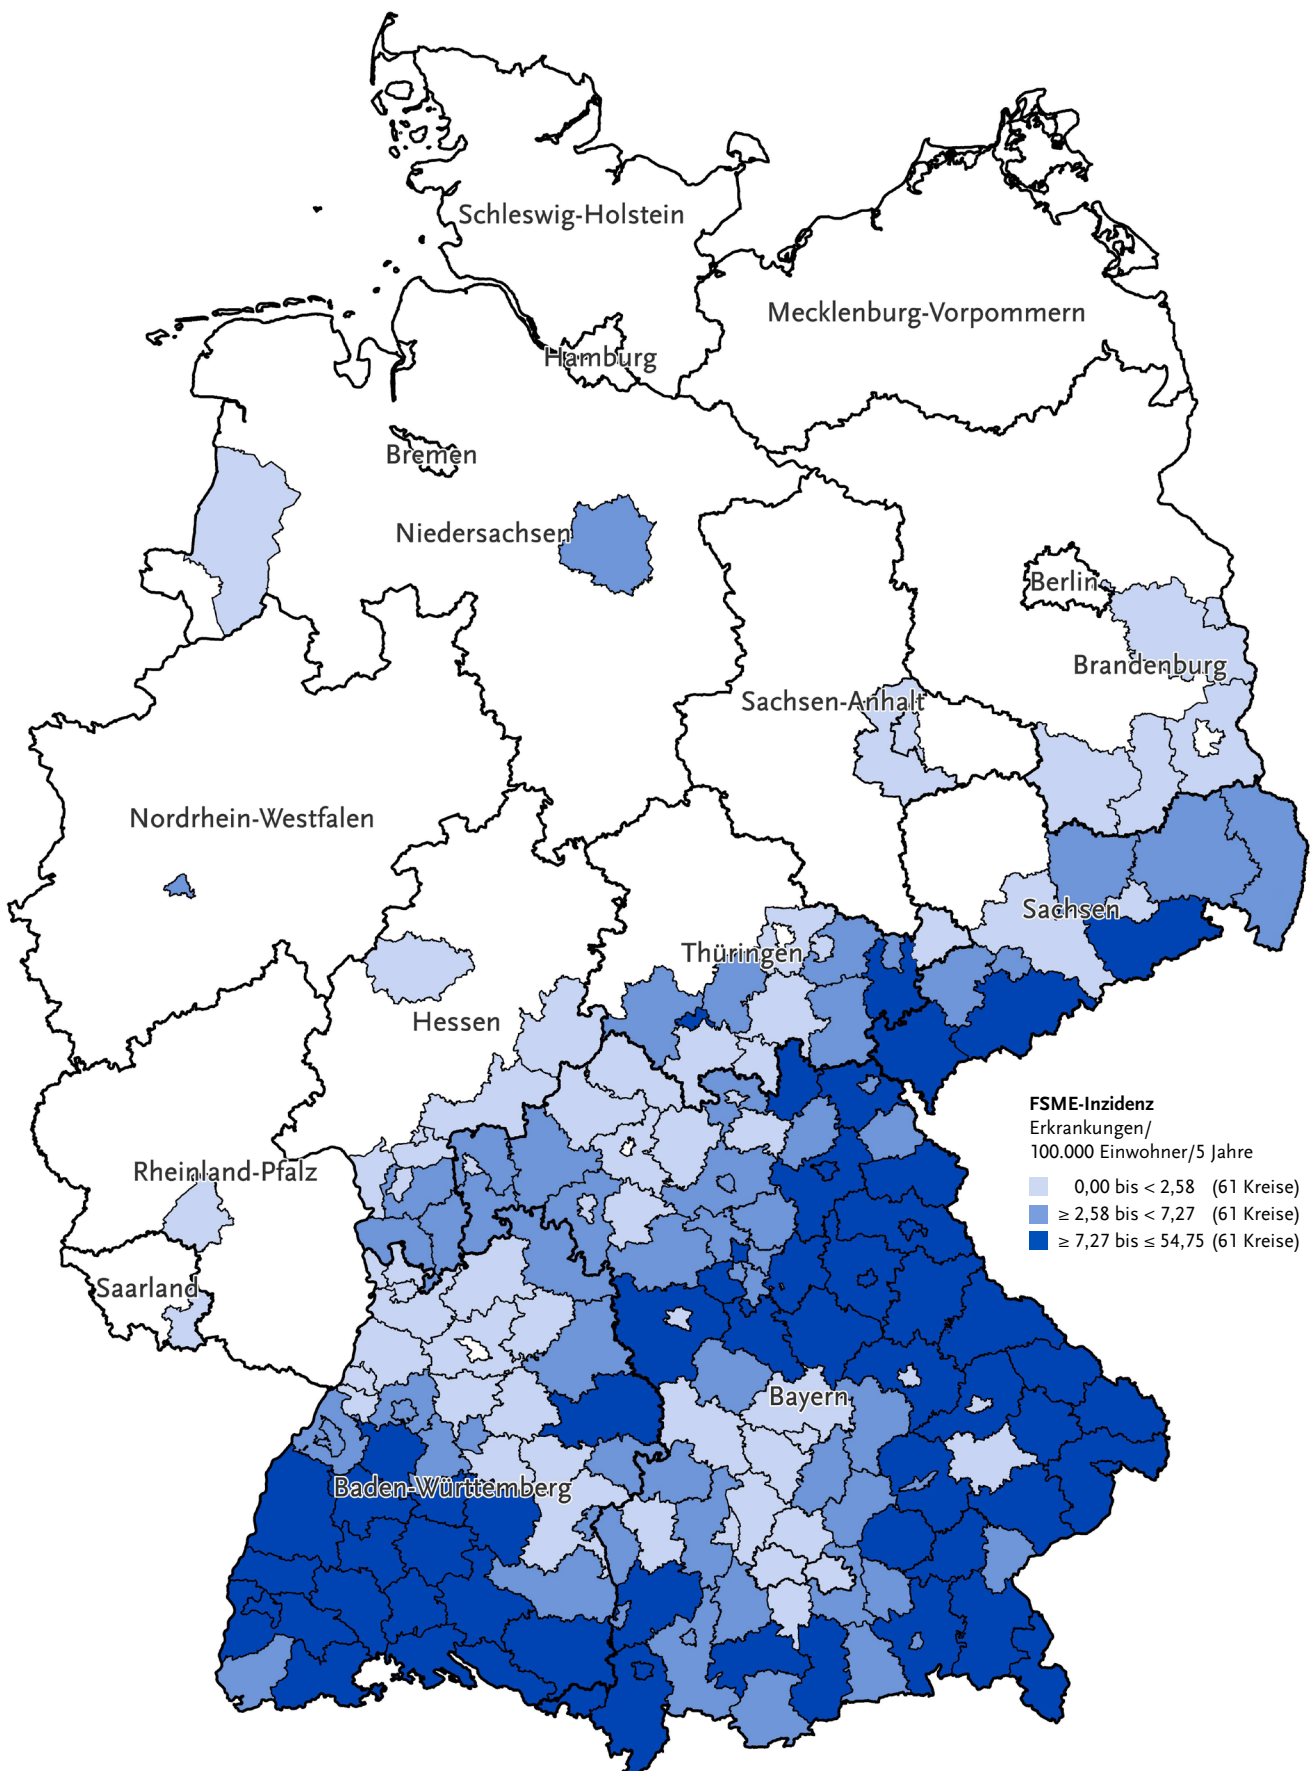 Schleswig-Holstein
Mecklenburg-Vorpommern
Hamburg
Bremen
Niedersachsen
Berlin
Brandenburg
Sachsen-Anhalt
Nordrhein-Westfalen
Sachsen
Thüringen
Hessen
FSME-Inzidenz
Erkrankungen/
100.000 Einwohner/5 Jahre
0,00 bis < 2,58 (61 Kreise)
≥ 2,58 bis < 7,27 (61 Kreise)
≥ 7,27 bis ≤ 54,75 (61 Kreise)
Rheinland-Pfalz
Saarland
Bayern
Baden-Württemberg